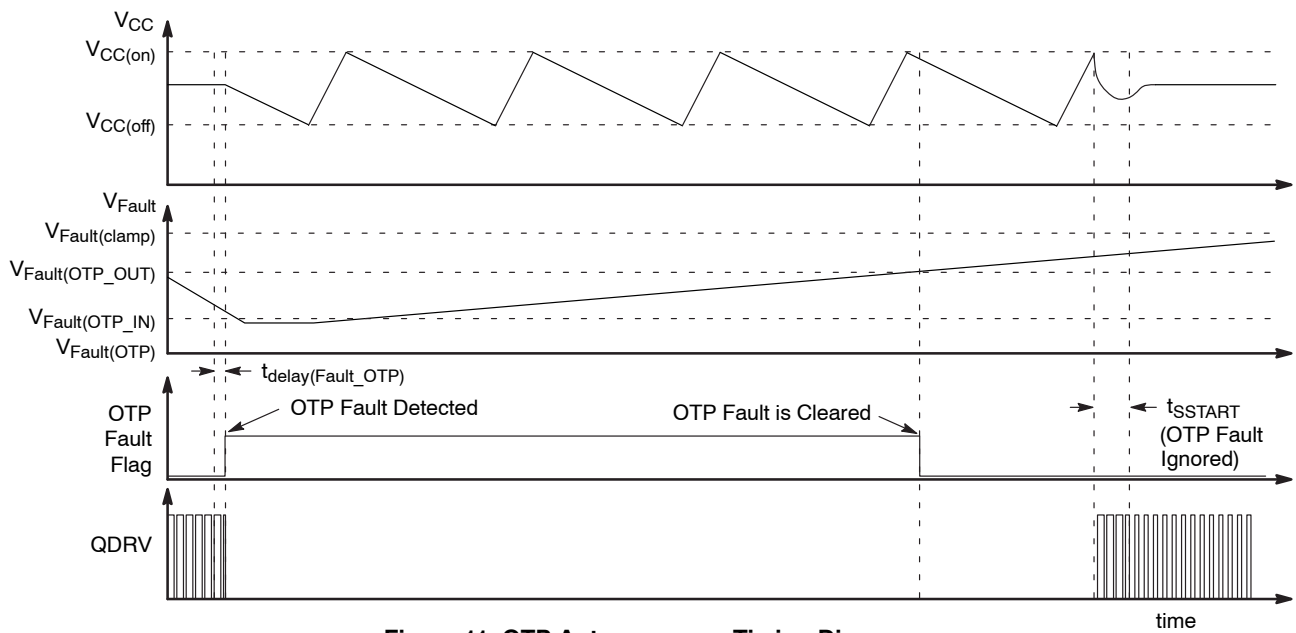 VCC
VCC(on)
VCC(off)
VFault
VFault(clamp)
VFault(OTP_OUT)
VFault(OTP_IN)
VFault(OTP)
tdelay(Fault_OTP)
OTP
Fault
Flag
OTP Fault Detected
OTP Fault is Cleared
tSSTART
(OTP Fault
Ignored)
QDRV
time